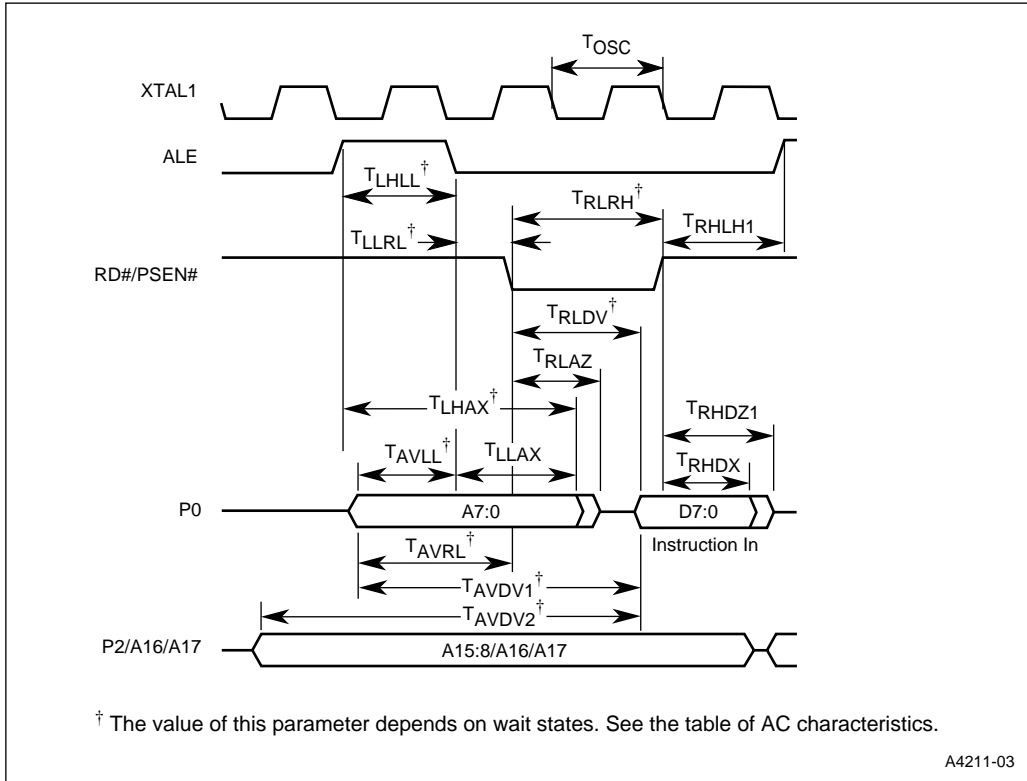 TOSC
XTAL1
ALE
TLHLL†
TRLRH†
TRHLH1
TLLRL†
RD#/PSEN#
TRLDV†
TRLAZ
TLHAX†
TRHDZ1
TAVLL†
TLLAX
TRHDX
P0
A7:0
D7:0
Instruction In
TAVRL†
TAVDV1†
TAVDV2†
P2/A16/A17
A15:8/A16/A17
† The value of this parameter depends on wait states. See the table of AC characteristics.
A4211-03